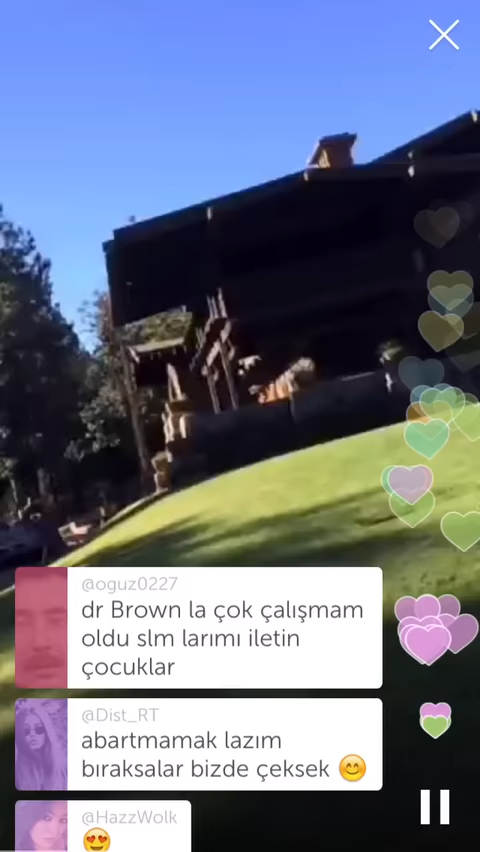 @oguz0227
dr Brown la çok çalışmam
oldu slm larımı iletin
çocuklar
@Dist_RT
abartmamak lazım
bıraksalar bizde çeksek 😊
@HazzWolk
😍